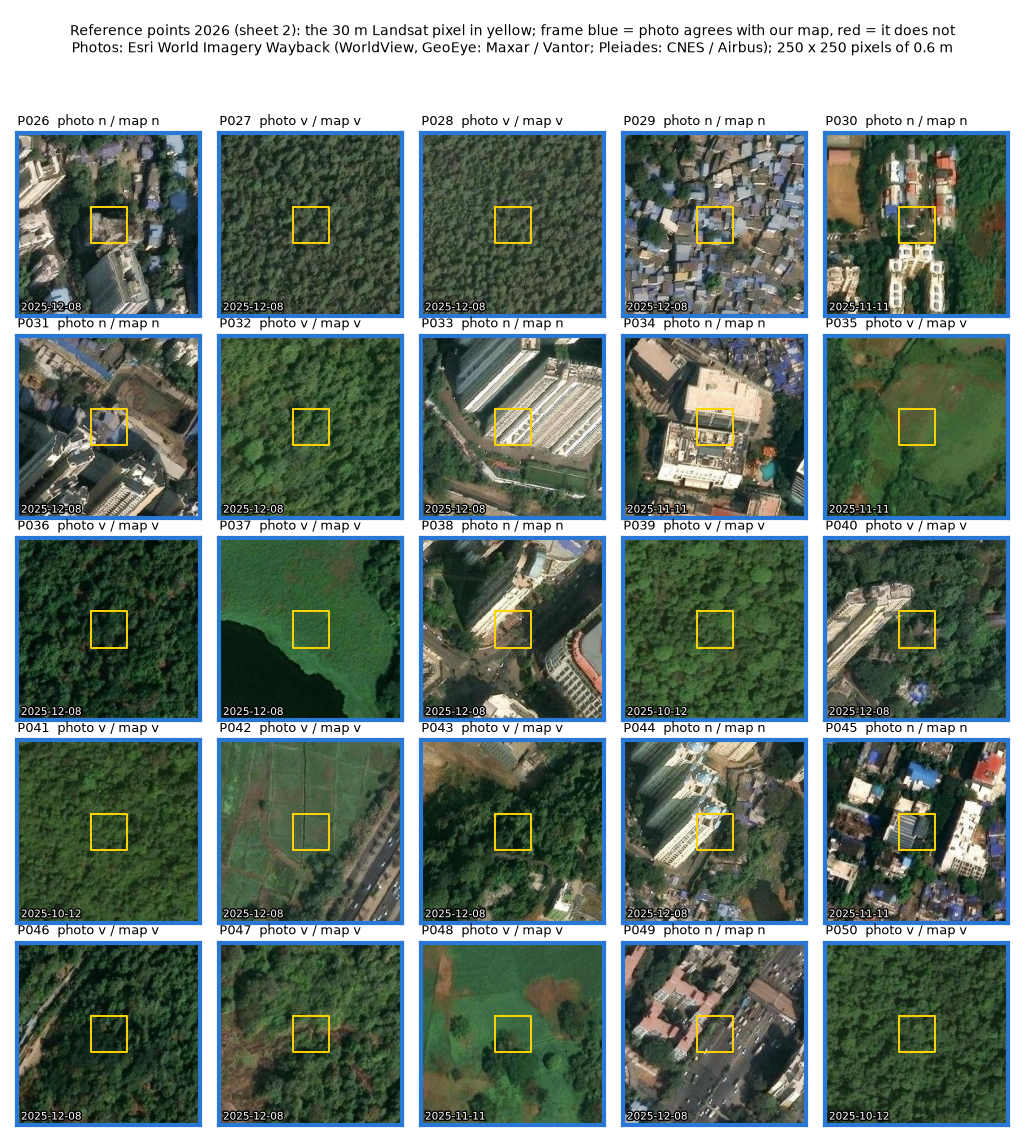 Reference points 2026 (sheet 2): the 30 m Landsat pixel in yellow; frame blue = photo agrees with our map, red = it does not
Photos: Esri World Imagery Wayback (WorldView, GeoEye: Maxar / Vantor; Pleiades: CNES / Airbus); 250 x 250 pixels of 0.6 m
P026 photo n / map n
P027 photo v / map v
P028 photo v / map v
P029 photo n / map n
P030 photo n / map n
2025-12-08
2025-12-08
2025-12-08
2025-12-08
2025-11-11
P031 photo n / map n
P032 photo v / map v
P033 photo n / map n
P034 photo n / map n
P035 photo v / map v
2025-12-08
2025-12-08
2025-12-08
2025-11-11
2025-11-11
P036 photo v / map v
P037 photo v / map v
P038 photo n / map n
P039 photo v / map v
P040 photo v / map v
2025-12-08
2025-12-08
2025-12-08
2025-10-12
2025-12-08
P041 photo v / map v
P042 photo v / map v
P043 photo v / map v
P044 photo n / map n
P045 photo n / map n
2025-10-12
2025-12-08
2025-12-08
2025-12-08
2025-11-11
P046 photo v / map v
P047 photo v / map v
P048 photo v / map v
P049 photo n / map n
P050 photo v / map v
2025-12-08
2025-12-08
2025-11-11
2025-12-08
2025-10-12